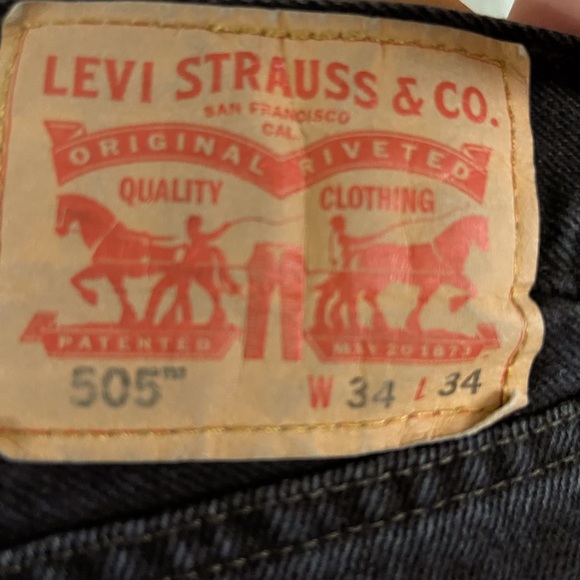 LEVI STRAUSS & CO.
SAN FRANCISCO
CAL.
ORIGINAL RIVETED
QUALITY CLOTHING
PATENTED MAY 20 1873
505™ W 34 L 34